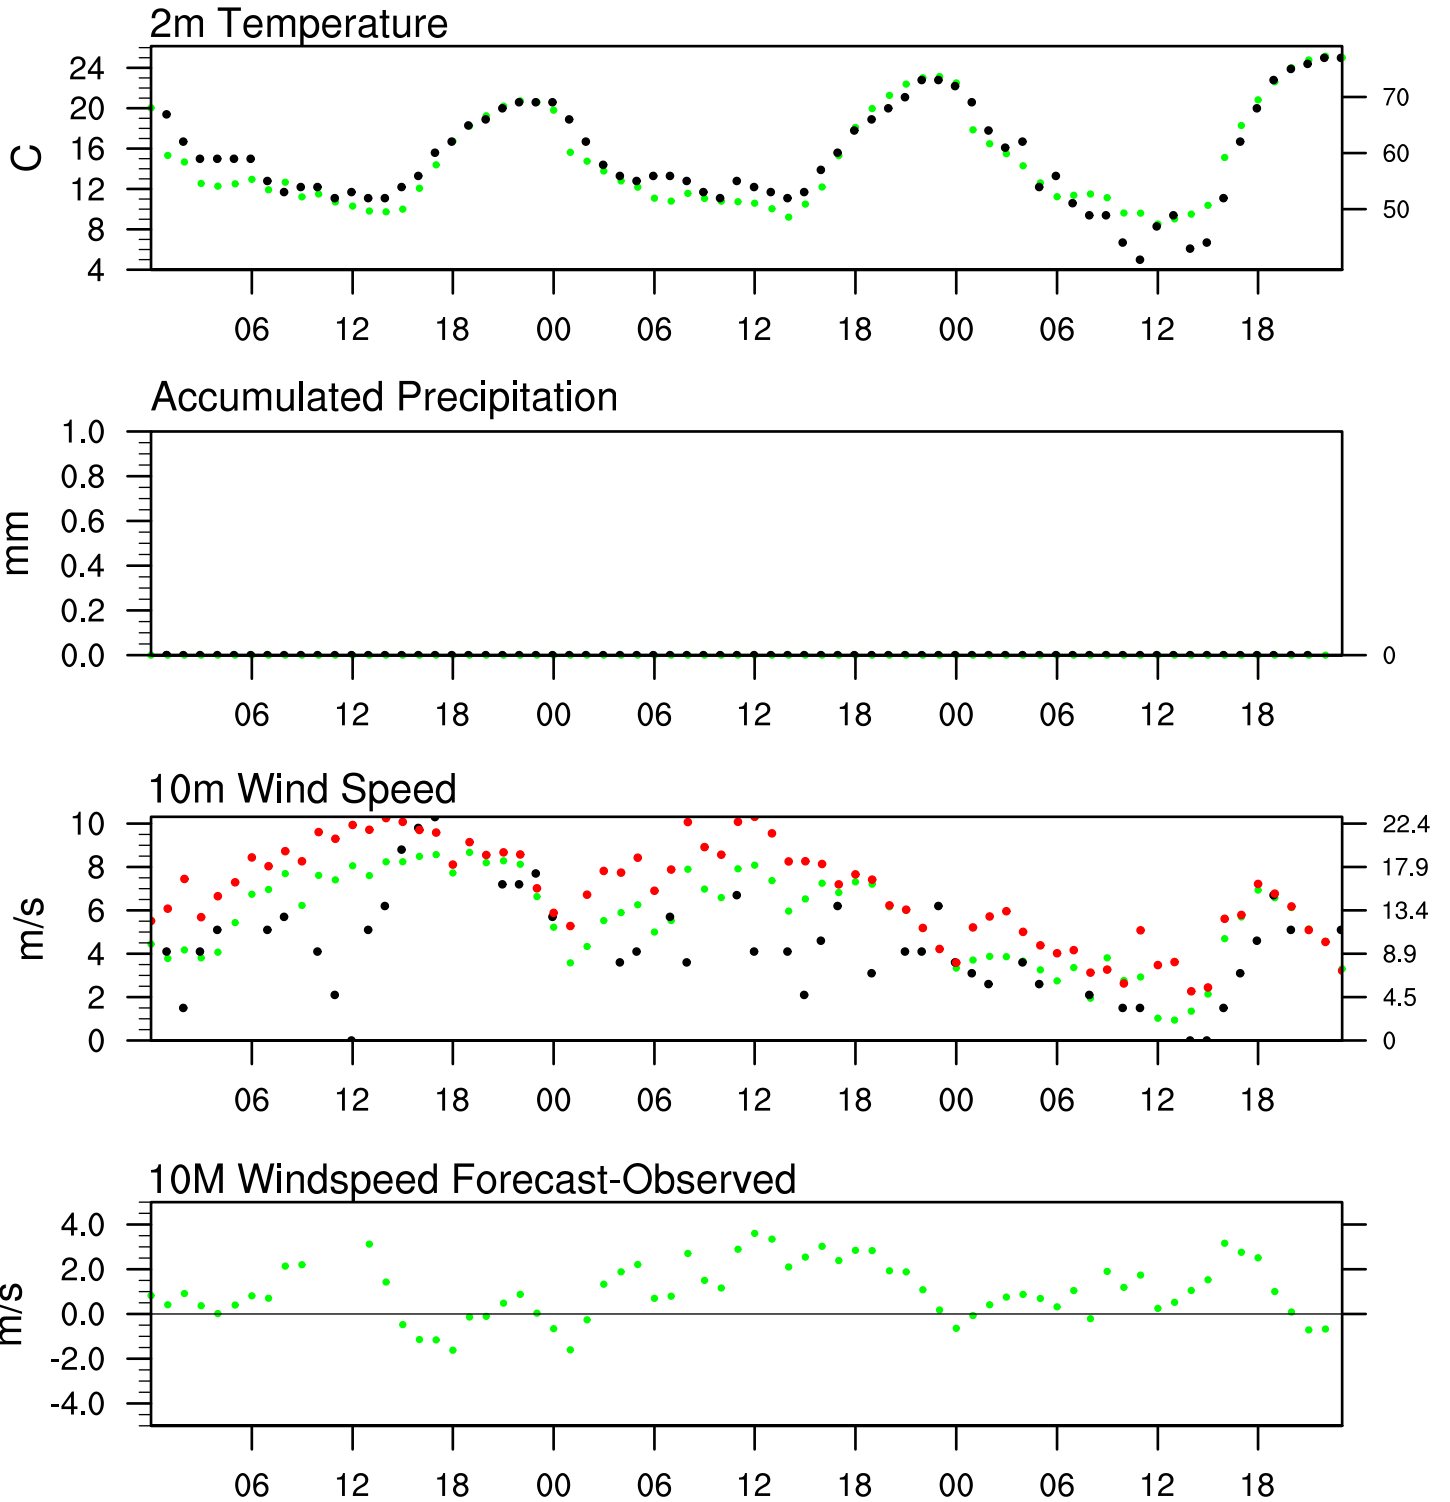 2m Temperature
24
20
16
12
8
4
C
70
60
50
06 12 18 00 06 12 18 00 06 12 18
Accumulated Precipitation
1.0
0.8
0.6
0.4
0.2
0.0
mm
0
06 12 18 00 06 12 18 00 06 12 18
10m Wind Speed
10
8
6
4
2
0
m/s
22.4
17.9
13.4
8.9
4.5
0
06 12 18 00 06 12 18 00 06 12 18
10M Windspeed Forecast-Observed
4.0
2.0
0.0
-2.0
-4.0
m/s
06 12 18 00 06 12 18 00 06 12 18